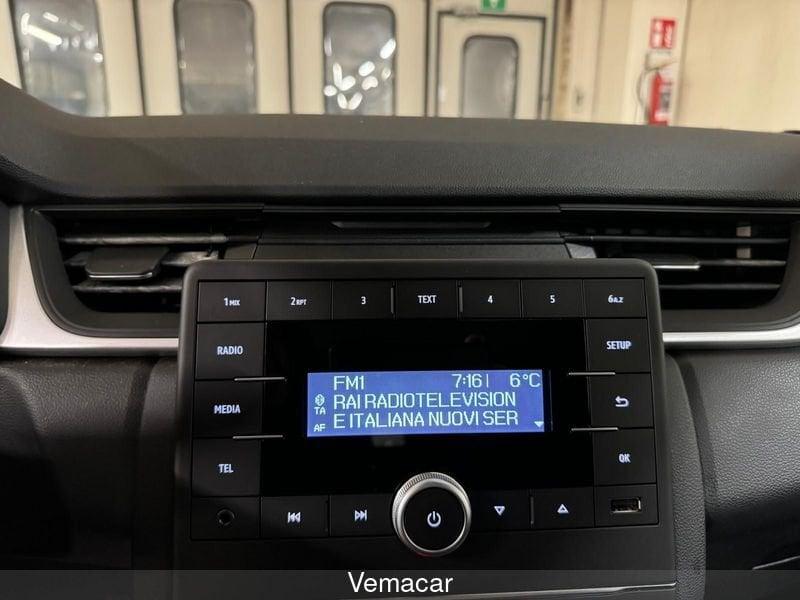 1MIX 2RPT 3 TEXT 4 5 6A.Z
RADIO
SETUP
FM1 7:16 6°C
RAI RADIOTELEVISION
TA
MEDIA
E ITALIANA NUOVI SER
AF
TEL
OK
Vemacar